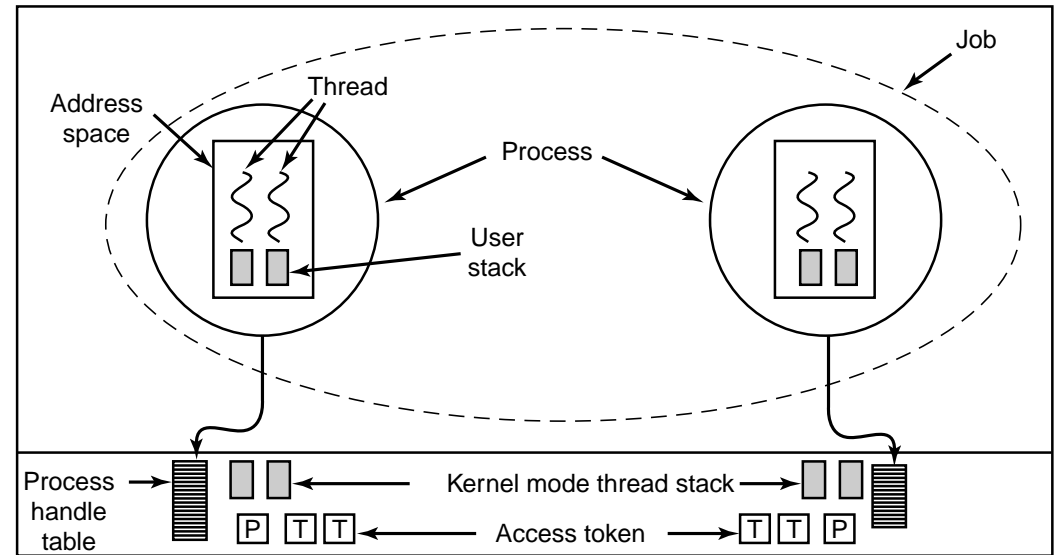 Job
Thread
Address
space
Process
User
stack
Process
handle
table
Kernel mode thread stack
P T T
Access token
T T P